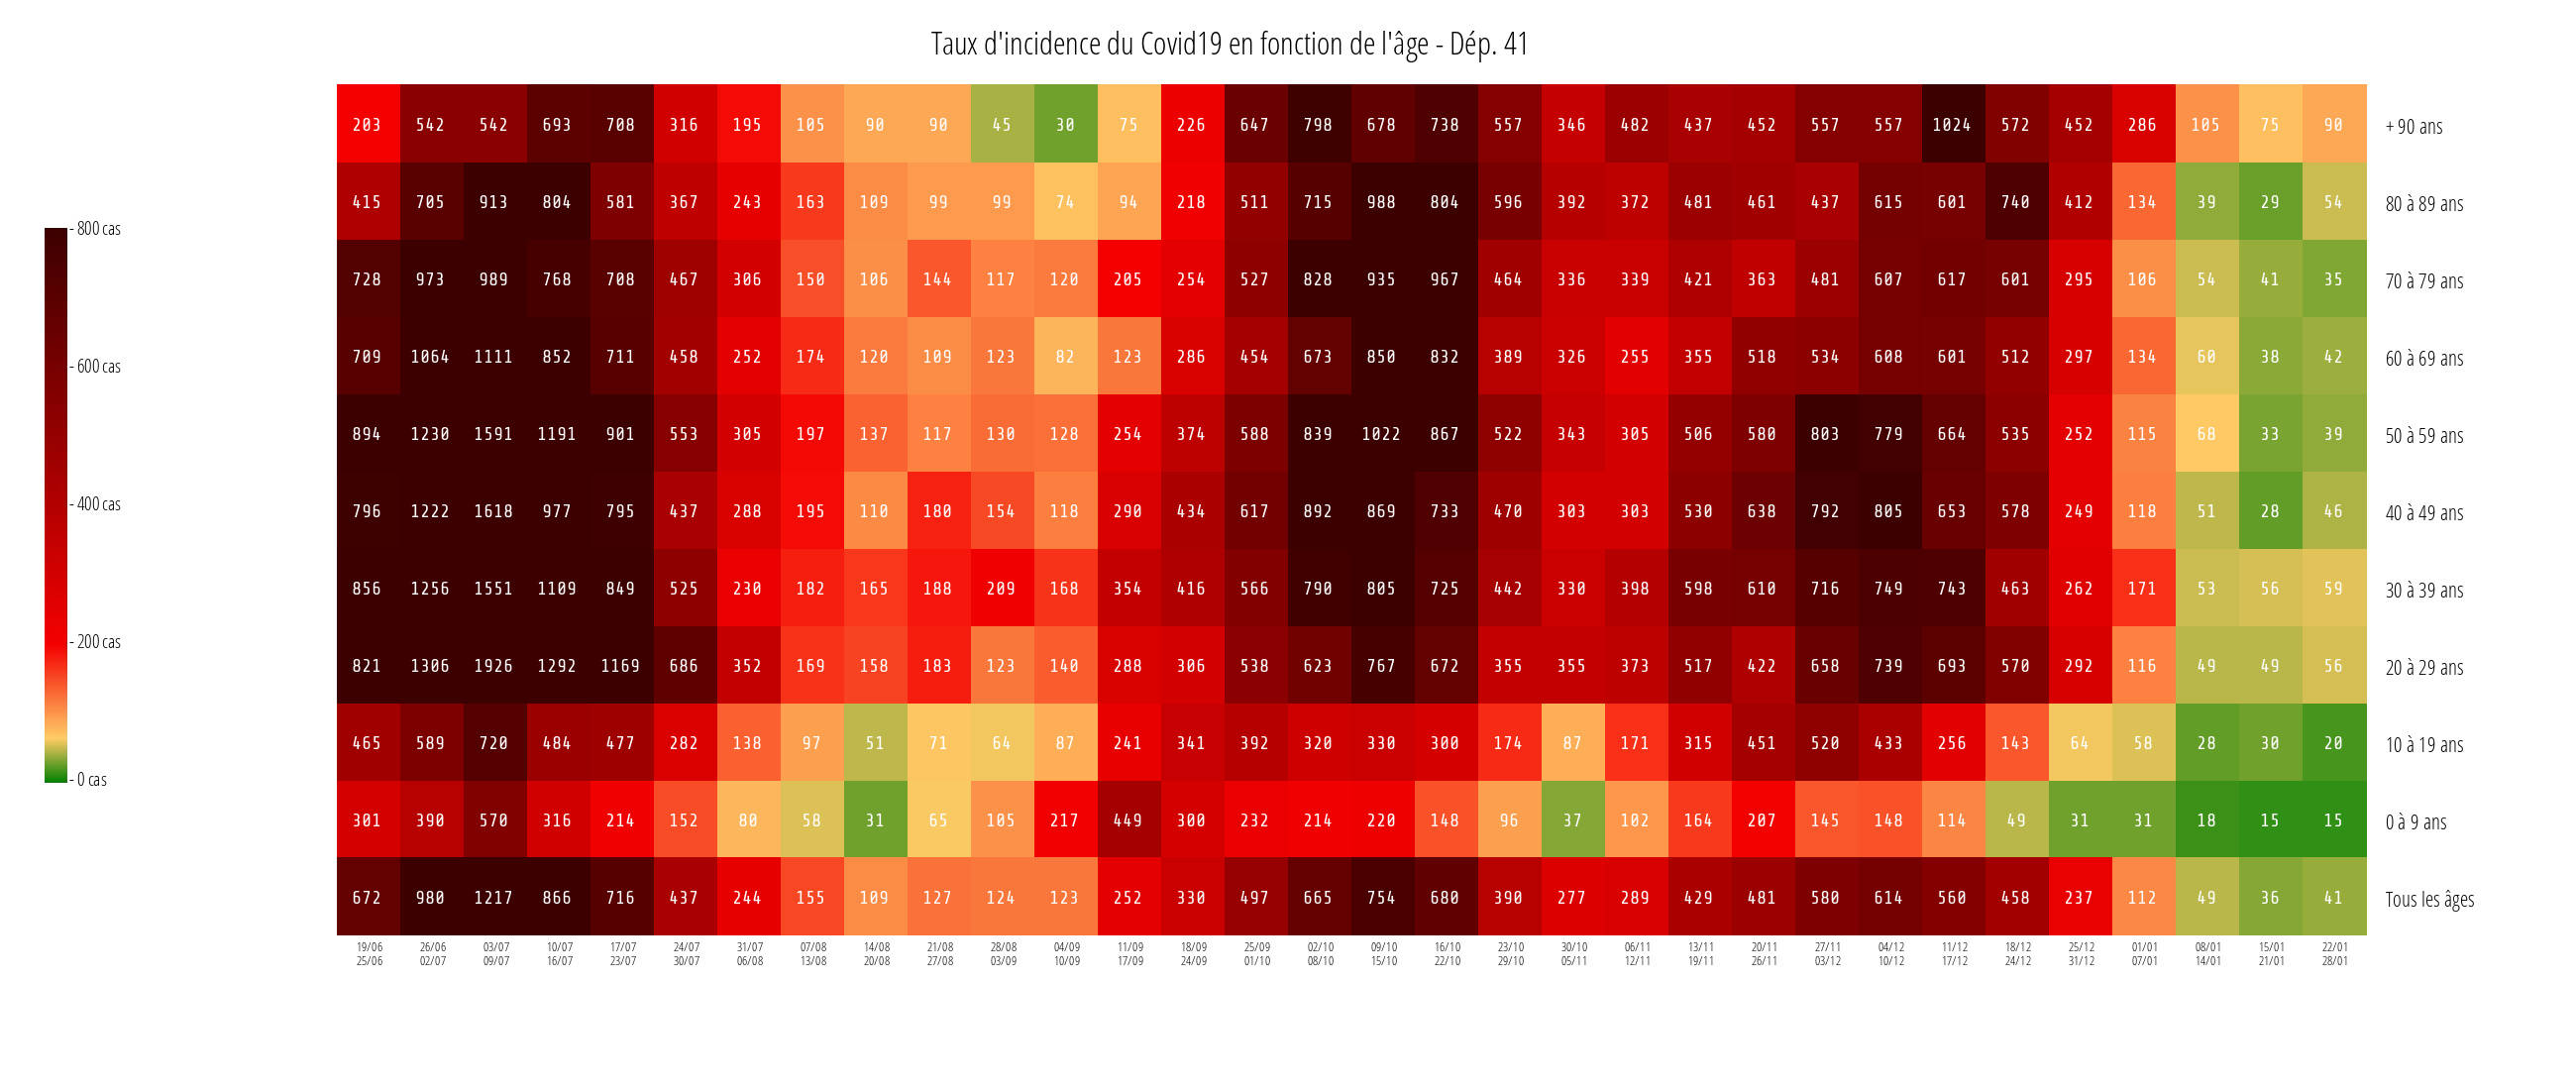 Taux d'incidence du Covid19 en fonction de l'âge - Dép. 41
- 800 cas
- 600 cas
- 400 cas
- 200 cas
- 0 cas
203 542 542 693 708 316 195 105 90 90 45 30 75 226 647 798 678 738 557 346 482 437 452 557 557 1024 572 452 286 105 75 90 + 90 ans
415 705 913 804 581 367 243 163 109 99 99 74 94 218 511 715 988 804 596 392 372 481 461 437 615 601 740 412 134 39 29 54 80 à 89 ans
728 973 989 768 708 467 306 150 106 144 117 120 205 254 527 828 935 967 464 336 339 421 363 481 607 617 601 295 106 54 41 35 70 à 79 ans
709 1064 1111 852 711 458 252 174 120 109 123 82 123 286 454 673 850 832 389 326 255 355 518 534 608 601 512 297 134 60 38 42 60 à 69 ans
894 1230 1591 1191 901 553 305 197 137 117 130 128 254 374 588 839 1022 867 522 343 305 506 580 803 779 664 535 252 115 68 33 39 50 à 59 ans
796 1222 1618 977 795 437 288 195 110 180 154 118 290 434 617 892 869 733 470 303 303 530 638 792 805 653 578 249 118 51 28 46 40 à 49 ans
856 1256 1551 1109 849 525 230 182 165 188 209 168 354 416 566 790 805 725 442 330 398 598 610 716 749 743 463 262 171 53 56 59 30 à 39 ans
821 1306 1926 1292 1169 686 352 169 158 183 123 140 288 306 538 623 767 672 355 355 373 517 422 658 739 693 570 292 116 49 49 56 20 à 29 ans
465 589 720 484 477 282 138 97 51 71 64 87 241 341 392 320 330 300 174 87 171 315 451 520 433 256 143 64 58 28 30 20 10 à 19 ans
301 390 570 316 214 152 80 58 31 65 105 217 449 300 232 214 220 148 96 37 102 164 207 145 148 114 49 31 31 18 15 15 0 à 9 ans
672 980 1217 866 716 437 244 155 109 127 124 123 252 330 497 665 754 680 390 277 289 429 481 580 614 560 458 237 112 49 36 41 Tous les âges
19/06 26/06 03/07 10/07 17/07 24/07 31/07 07/08 14/08 21/08 28/08 04/09 11/09 18/09 25/09 02/10 09/10 16/10 23/10 30/10 06/11 13/11 20/11 27/11 04/12 11/12 18/12 25/12 01/01 08/01 15/01 22/01
25/06 02/07 09/07 16/07 23/07 30/07 06/08 13/08 20/08 27/08 03/09 10/09 17/09 24/09 01/10 08/10 15/10 22/10 29/10 05/11 12/11 19/11 26/11 03/12 10/12 17/12 24/12 31/12 07/01 14/01 21/01 28/01